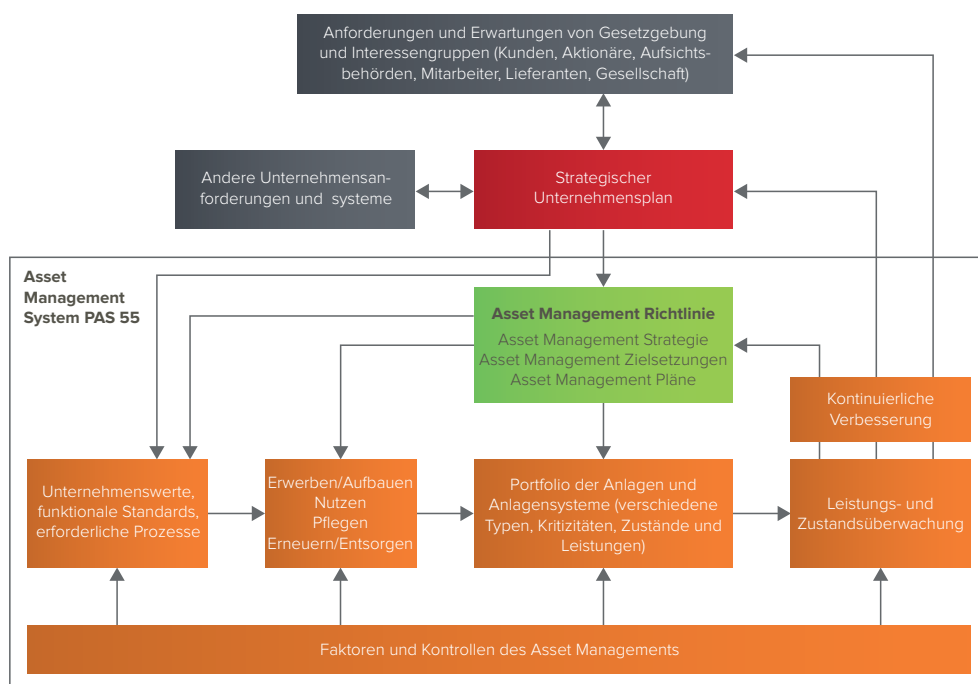 Anforderungen und Erwartungen von Gesetzgebung
und Interessengruppen (Kunden, Aktionäre, Aufsichts-
behörden, Mitarbeiter, Lieferanten, Gesellschaft)
Andere Unternehmensan-
forderungen und systeme
Strategischer
Unternehmensplan
Asset
Management
System PAS 55
Asset Management Richtlinie
Asset Management Strategie
Asset Management Zielsetzungen
Asset Management Pläne
Kontinuierliche
Verbesserung
Unternehmenswerte,
funktionale Standards,
erforderliche Prozesse
Erwerben/Aufbauen
Nutzen
Pflegen
Erneuern/Entsorgen
Portfolio der Anlagen und
Anlagensysteme (verschiedene
Typen, Kritizitäten, Zustände und
Leistungen)
Leistungs- und
Zustandsüberwachung
Faktoren und Kontrollen des Asset Managements